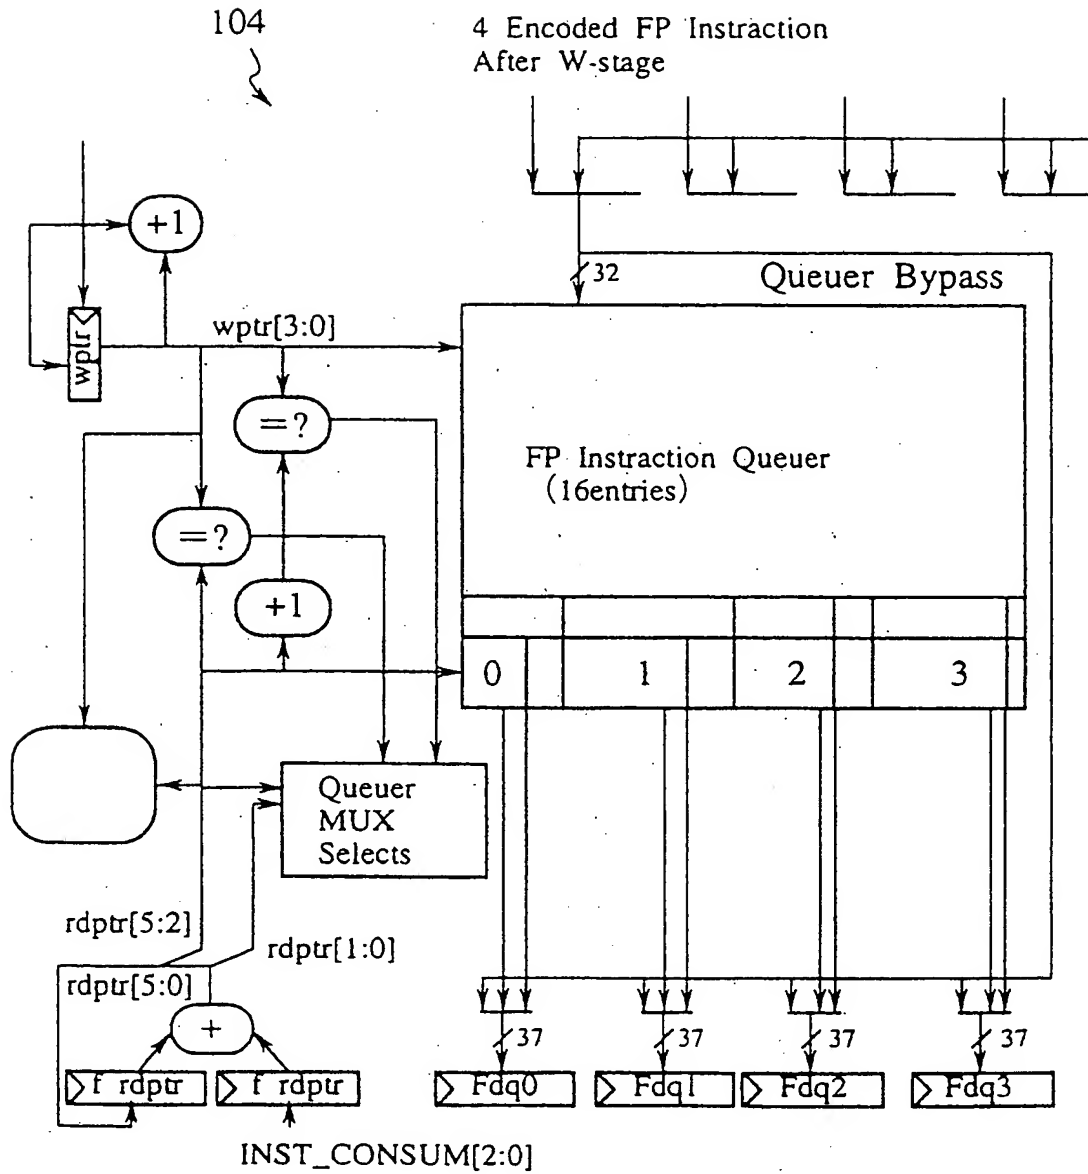 104
4 Encoded FP Instraction
After W-stage
+1
32
Queuer Bypass
wptr
wptr[3:0]
=?
FP Instraction Queuer
(16entries)
=?
+1
0
1
2
3
Queuer
MUX
Selects
rdptr[5:2]
rdptr[1:0]
rdptr[5:0]
+
37
37
37
37
f rdptr
f rdptr
Fdq0
Fdq1
Fdq2
Fdq3
INST_CONSUM[2:0]